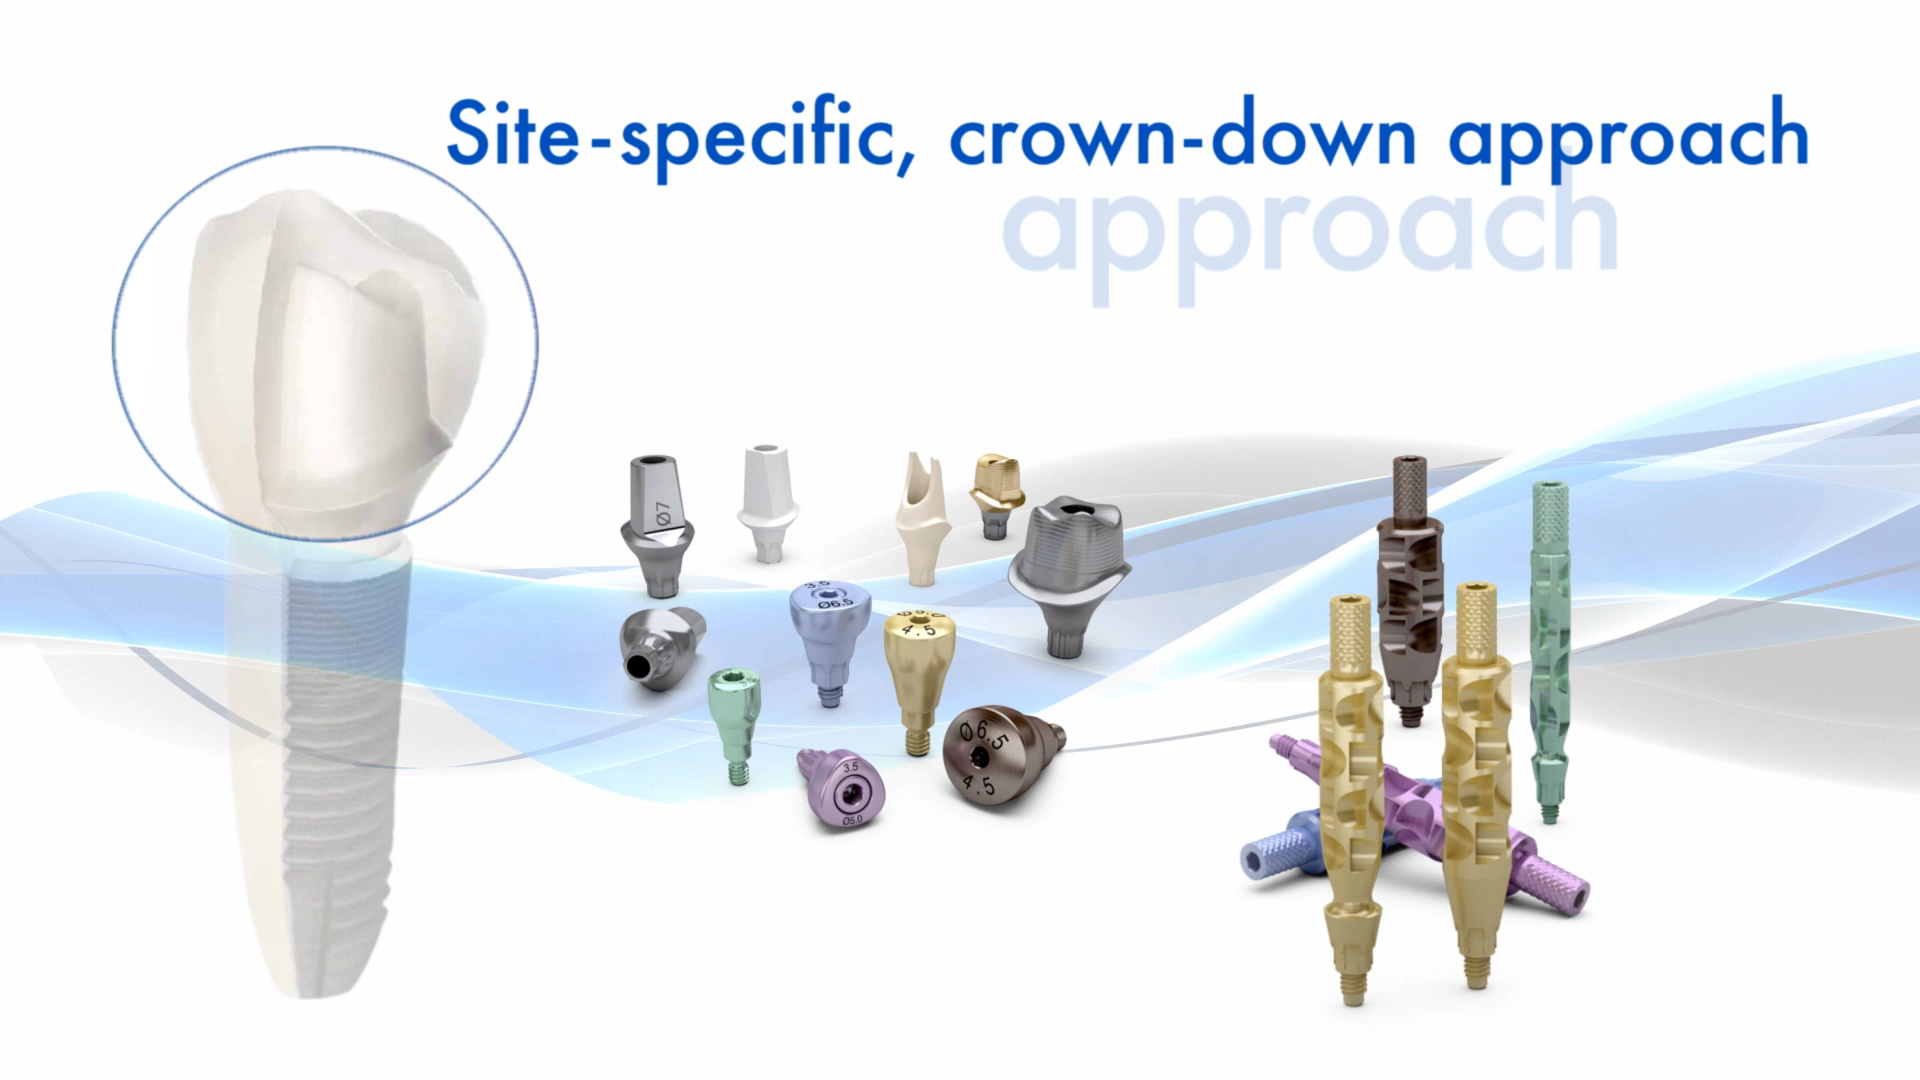 Site-specific, crown-down approach
approach
Ø7
3.5
Ø6.5
4.5
3.5
Ø5.0
Ø6.5
4.5